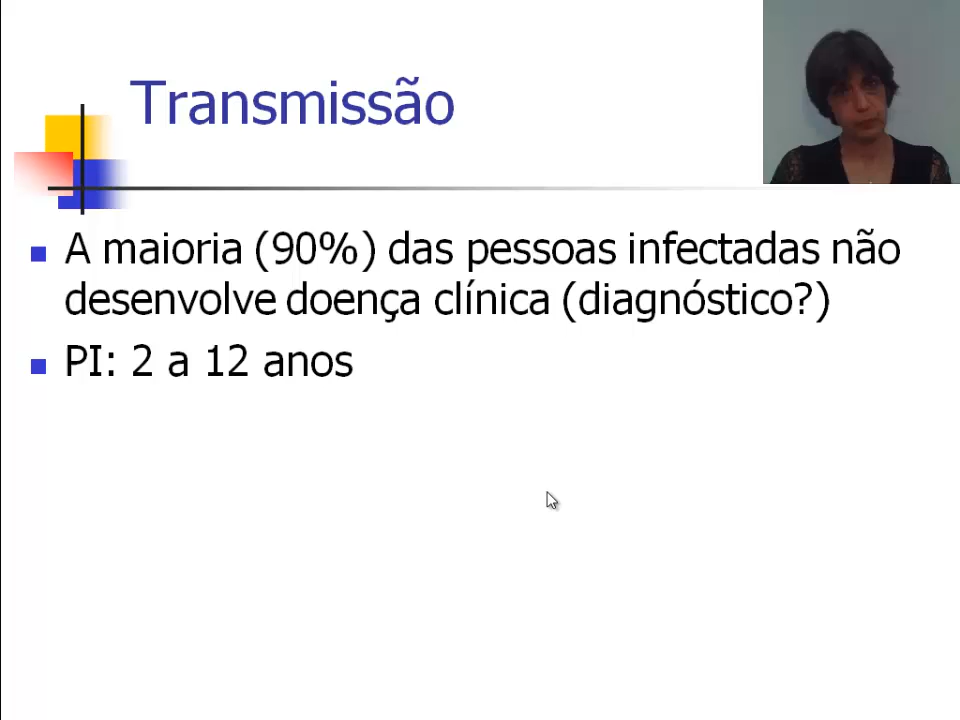 Transmissão
A maioria (90%) das pessoas infectadas não
desenvolve doença clínica (diagnóstico?)
PI: 2 a 12 anos